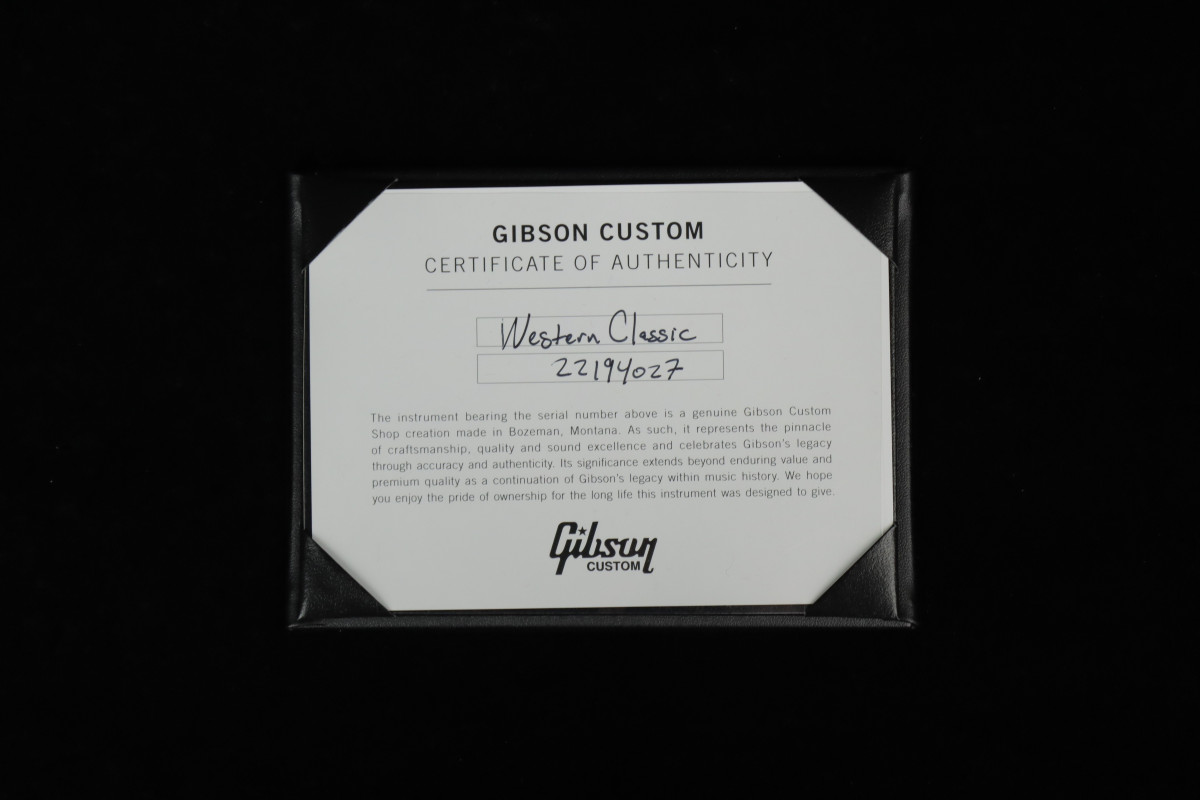 GIBSON CUSTOM
CERTIFICATE OF AUTHENTICITY
Western Classic
22194027
The instrument bearing the serial number above is a genuine Gibson Custom
Shop creation made in Bozeman, Montana. As such, it represents the pinnacle
of craftsmanship, quality and sound excellence and celebrates Gibson's legacy
through accuracy and authenticity. Its significance extends beyond enduring value and
premium quality as a continuation of Gibson's legacy within music history. We hope
you enjoy the pride of ownership for the long life this instrument was designed to give.
Gibson
CUSTOM